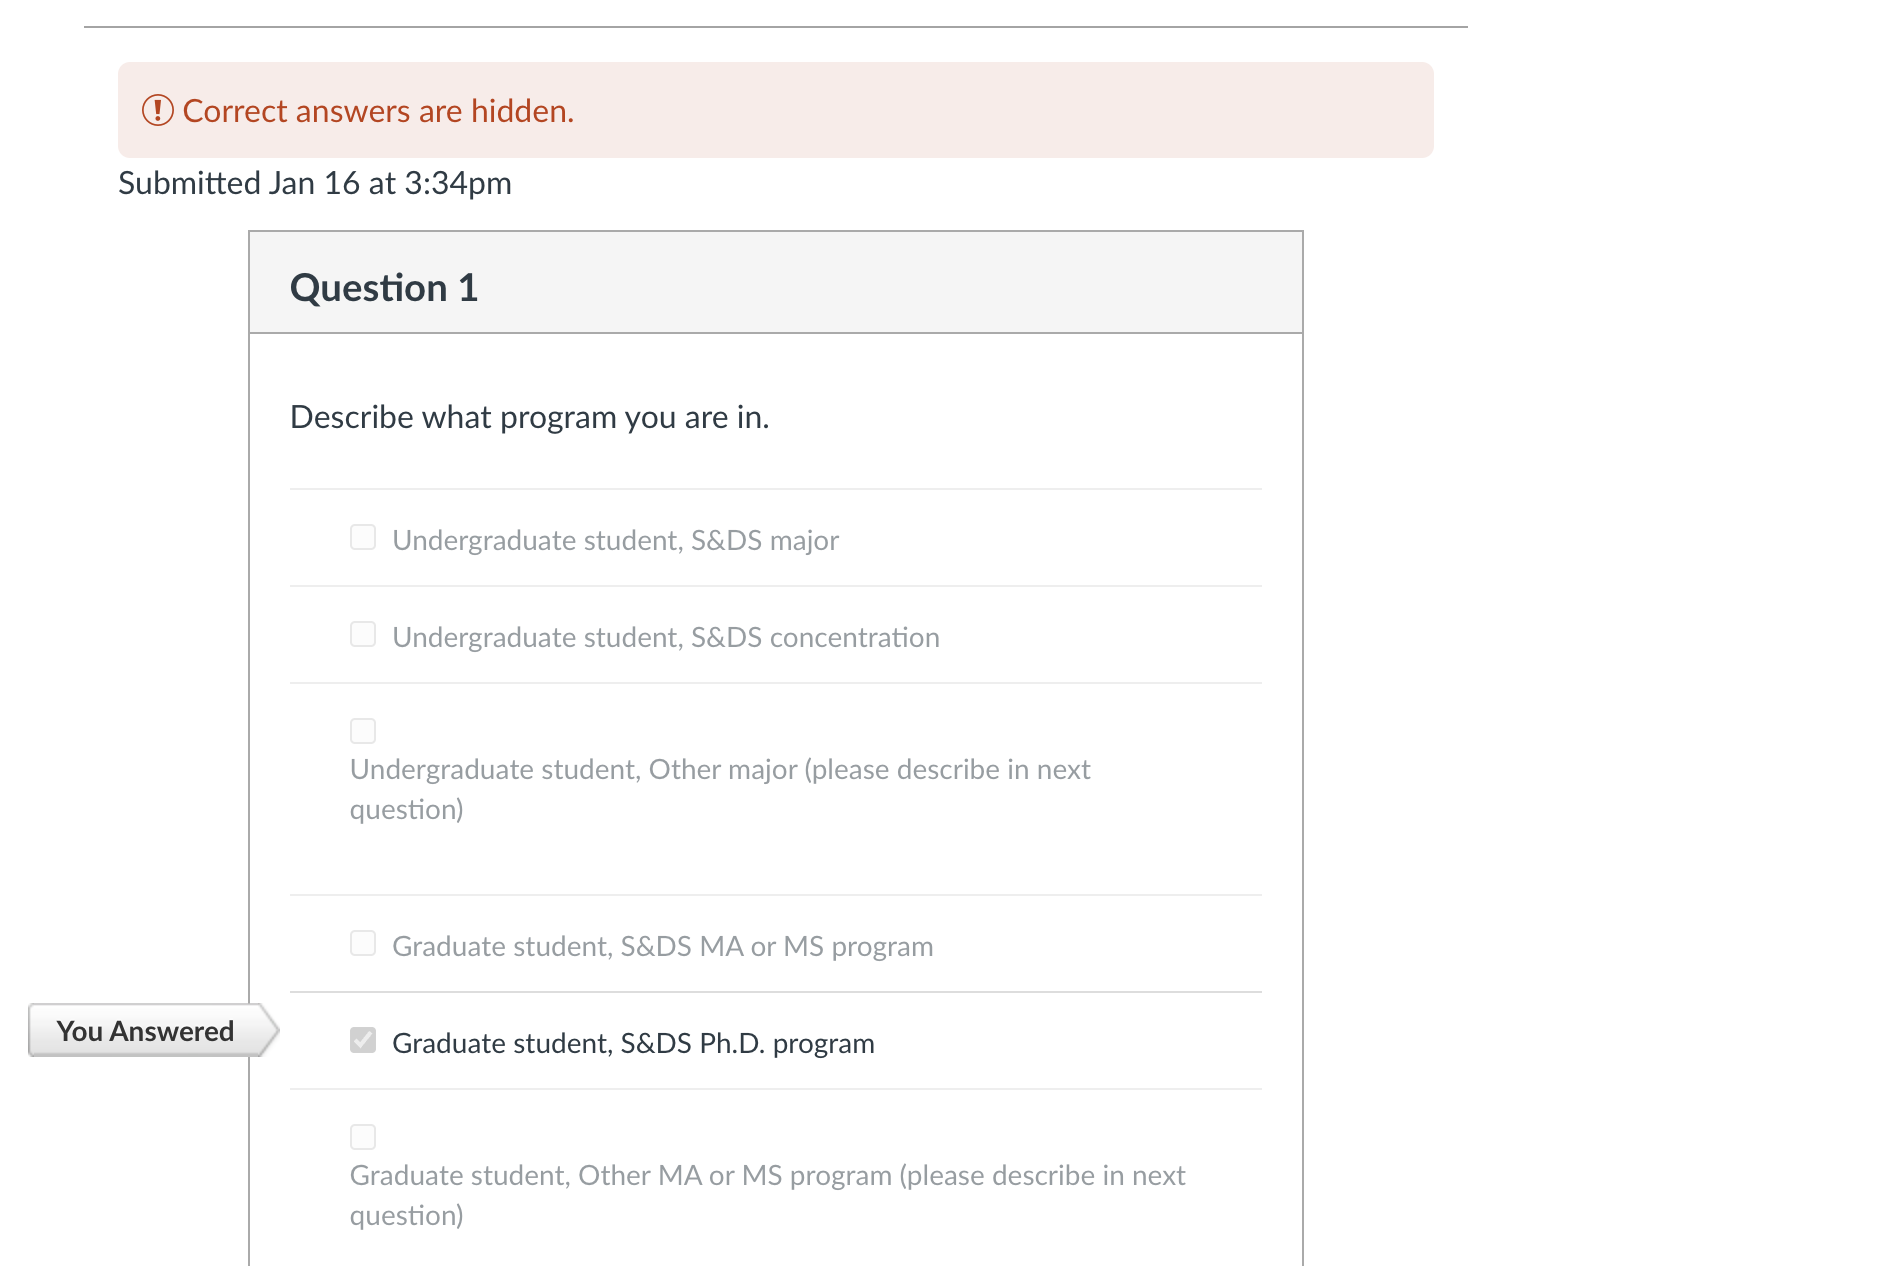 Correct answers are hidden.
Submitted Jan 16 at 3:34pm
Question 1
Describe what program you are in.
Undergraduate student, S&DS major
Undergraduate student, S&DS concentration
Undergraduate student, Other major (please describe in next
question)
Graduate student, S&DS MA or MS program
You Answered
Graduate student, S&DS Ph.D. program
Graduate student, Other MA or MS program (please describe in next
question)